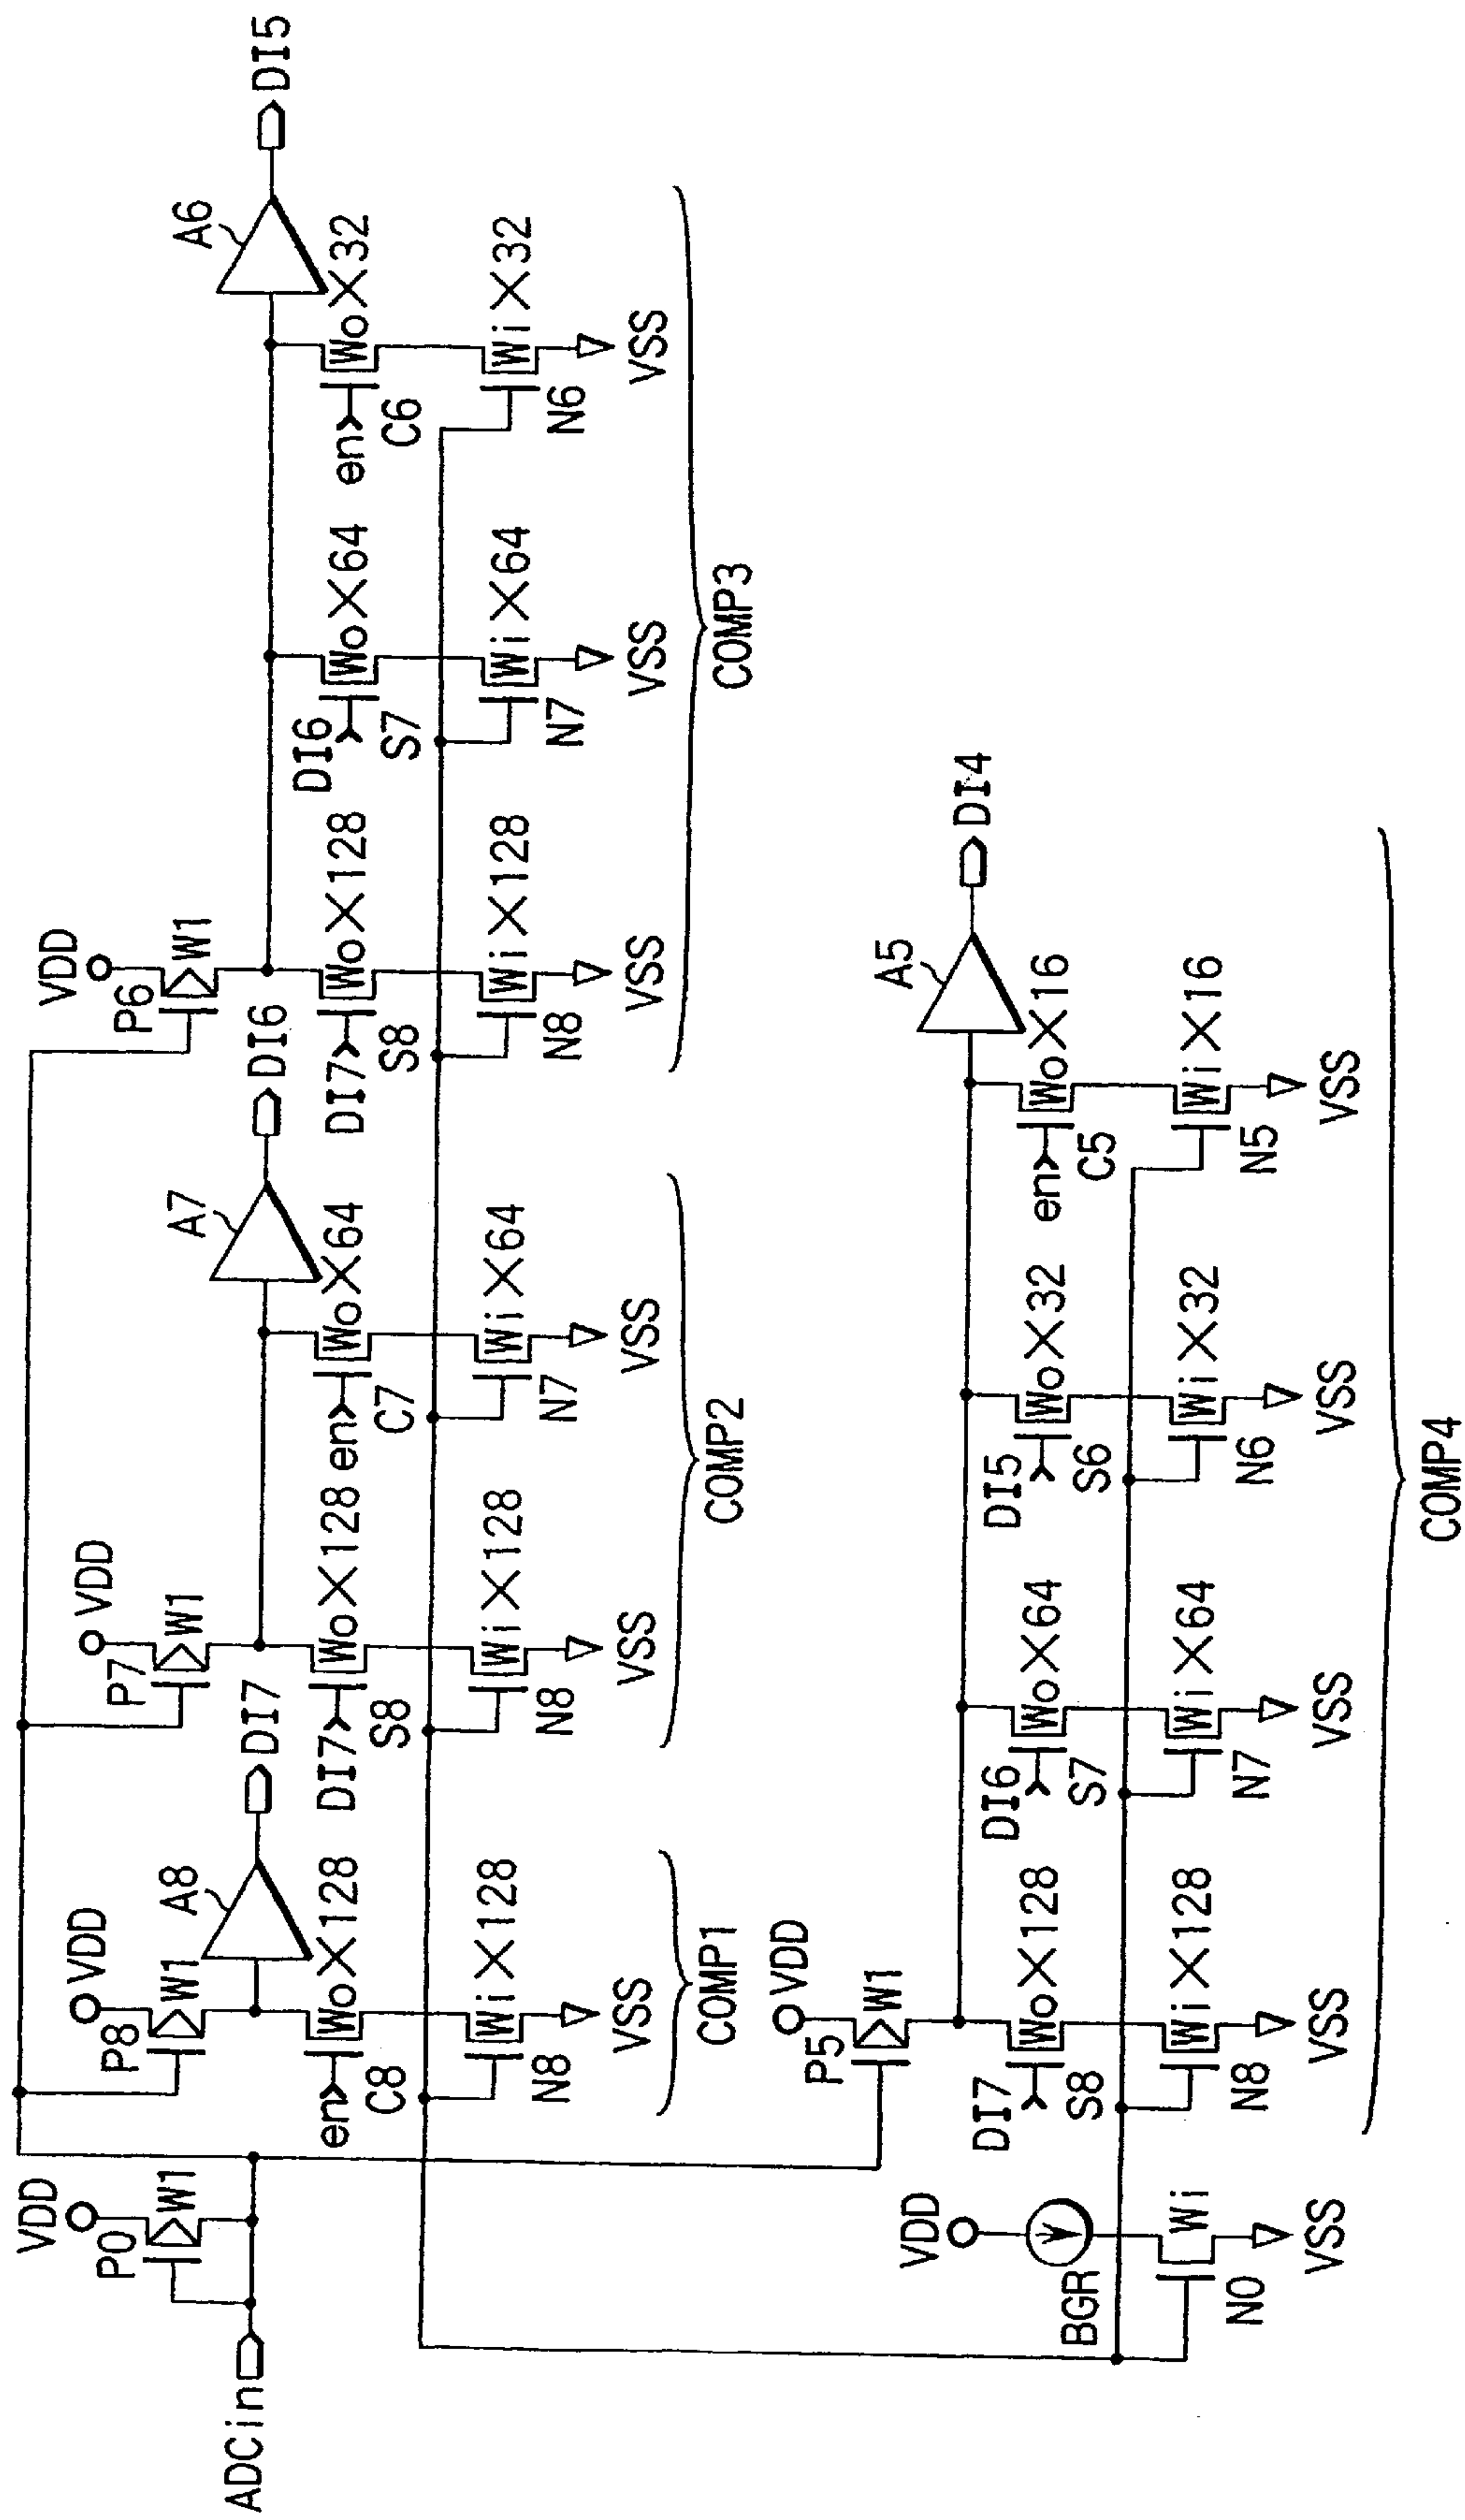 ADCin
VDD
P0
W1
VDD
P8
W1
A8
DI7
en
C8
Wo×128
N8
Wi×128
VSS
COMP1
VDD
P7
W1
A7
DI6
DI7
S8
Wo×128
en
C7
Wo×64
N8
Wi×128
N7
Wi×64
VSS
VSS
COMP2
VDD
P6
W1
A6
DI5
DI7
S8
Wo×128
DI6
S7
Wo×64
en
C6
Wo×32
N8
Wi×128
N7
Wi×64
N6
Wi×32
VSS
VSS
VSS
COMP3
VDD
BGR
N0
Wi
VSS
VDD
P5
W1
A5
DI4
DI7
S8
Wo×128
DI6
S7
Wo×64
DI5
S6
Wo×32
en
C5
Wo×16
N8
Wi×128
N7
Wi×64
N6
Wi×32
N5
Wi×16
VSS
VSS
VSS
VSS
COMP4